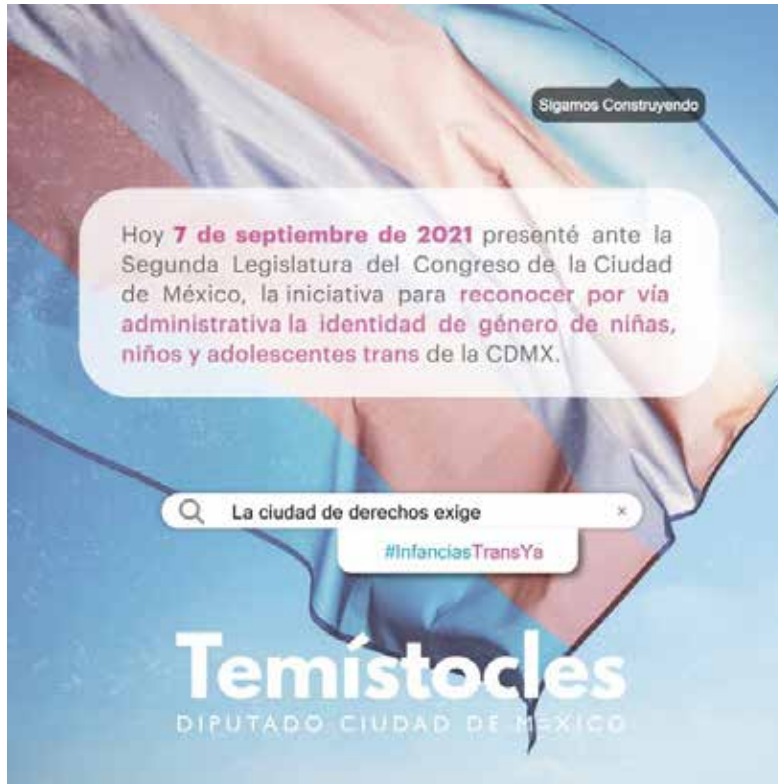 Sigamos Construyendo
Hoy 7 de septiembre de 2021 presenté ante la
Segunda Legislatura del Congreso de la Ciudad
de México, la iniciativa para reconocer por vía
administrativa la identidad de género de niñas,
niños y adolescentes trans de la CDMX.
La ciudad de derechos exige ×
#InfanciasTransYa
Temístocles
DIPUTADO CIUDAD DE MÉXICO